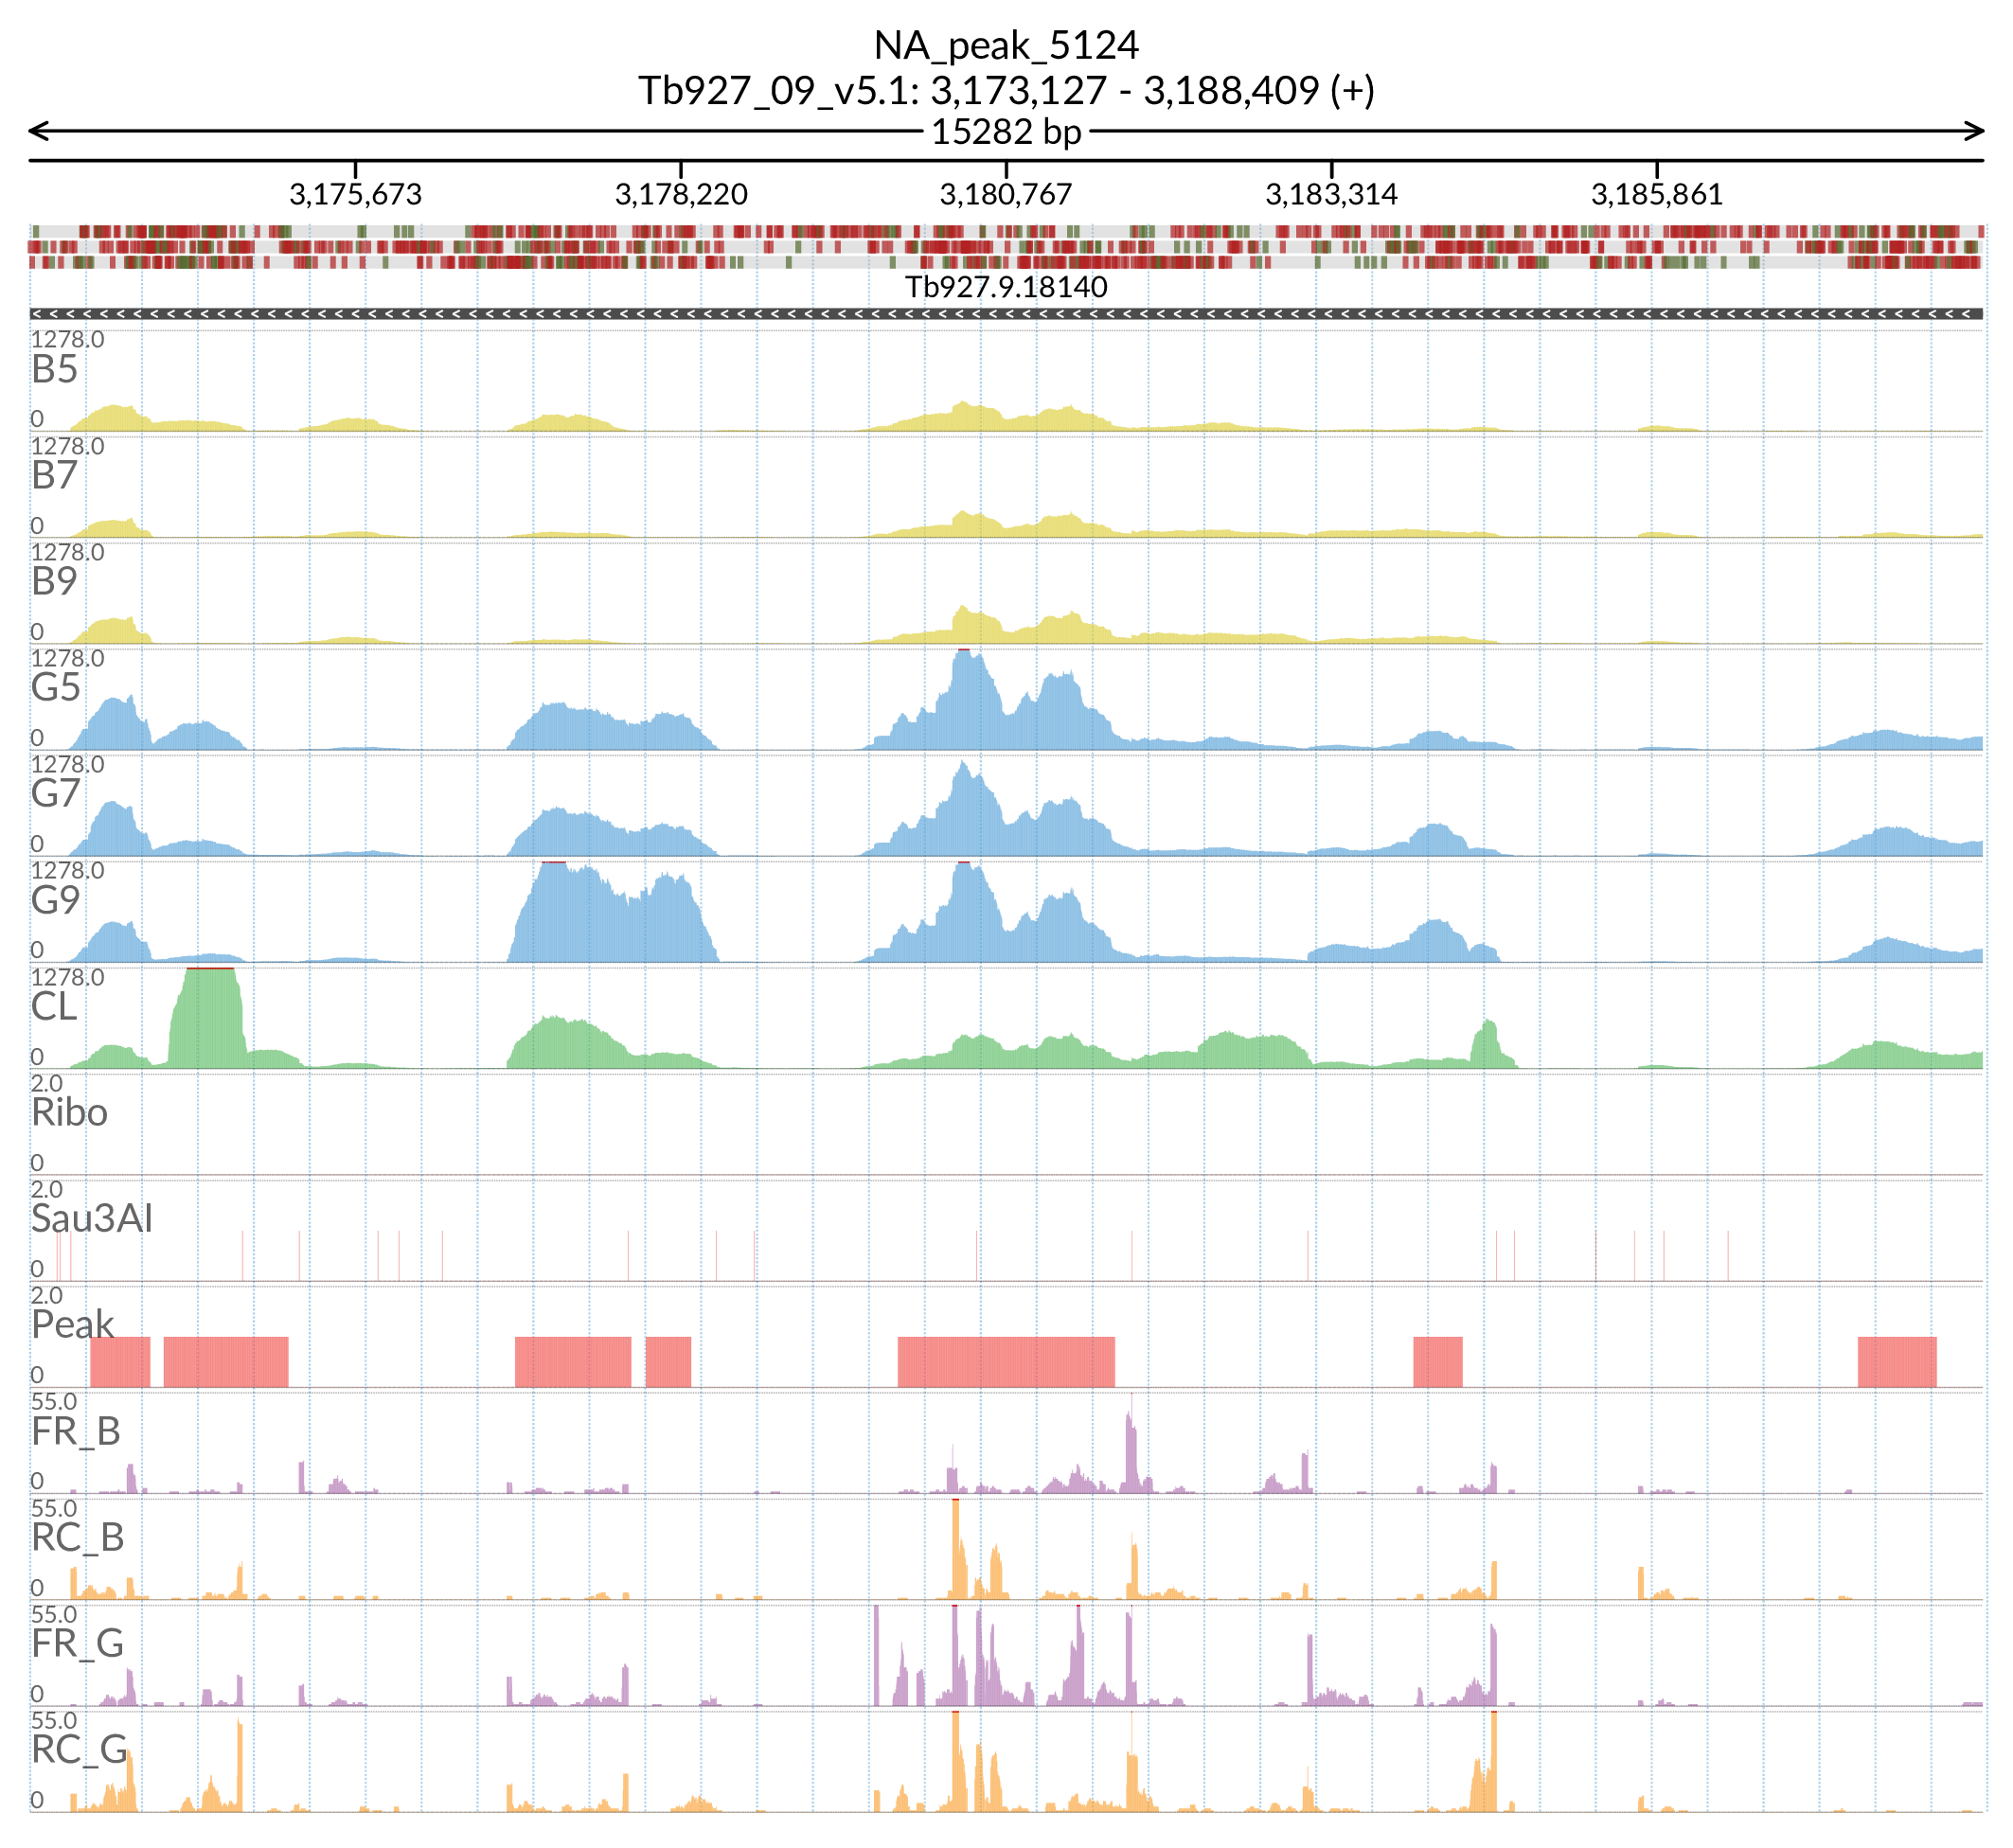 NA_peak_5124
Tb927_09_v5.1: 3,173,127 - 3,188,409 (+)
15282 bp
3,175,673 3,178,220 3,180,767 3,183,314 3,185,861
Tb927.9.18140
1278.0
B5
0
1278.0
B7
0
1278.0
B9
0
1278.0
G5
0
1278.0
G7
0
1278.0
G9
0
1278.0
CL
0
2.0
Ribo
0
2.0
Sau3AI
0
2.0
Peak
0
55.0
FR_B
0
55.0
RC_B
0
55.0
FR_G
0
55.0
RC_G
0